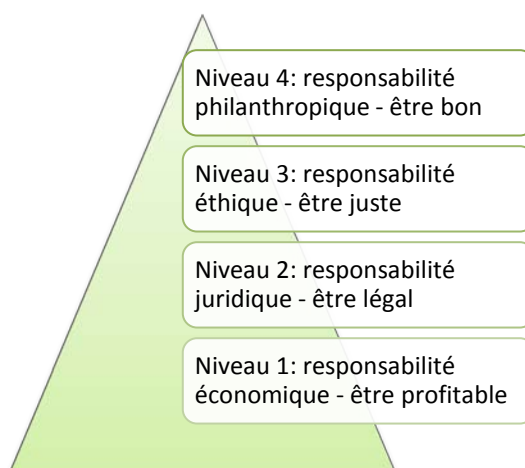 Niveau 4: responsabilité
philanthropique - être bon
Niveau 3: responsabilité
éthique - être juste
Niveau 2: responsabilité
juridique - être légal
Niveau 1: responsabilité
économique - être profitable